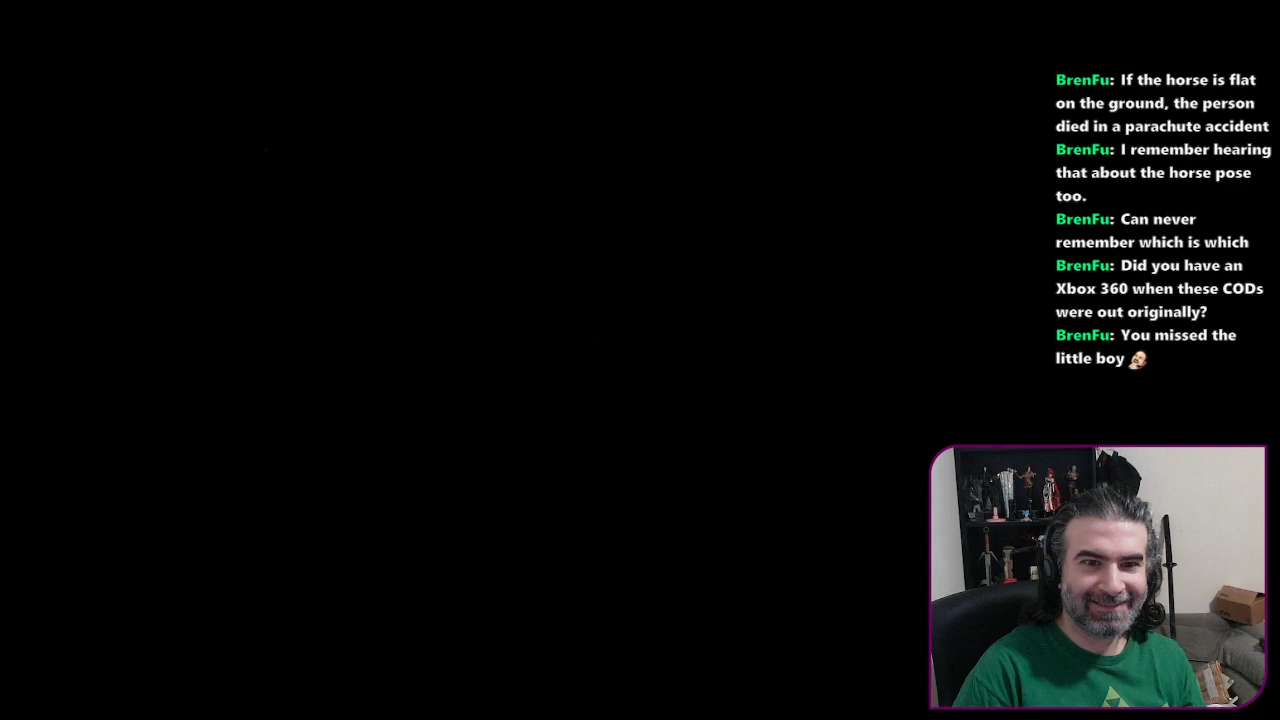 BrenFu: If the horse is flat
on the ground, the person
died in a parachute accident
BrenFu: I remember hearing
that about the horse pose
too.
BrenFu: Can never
remember which is which
BrenFu: Did you have an
Xbox 360 when these CODs
were out originally?
BrenFu: You missed the
little boy